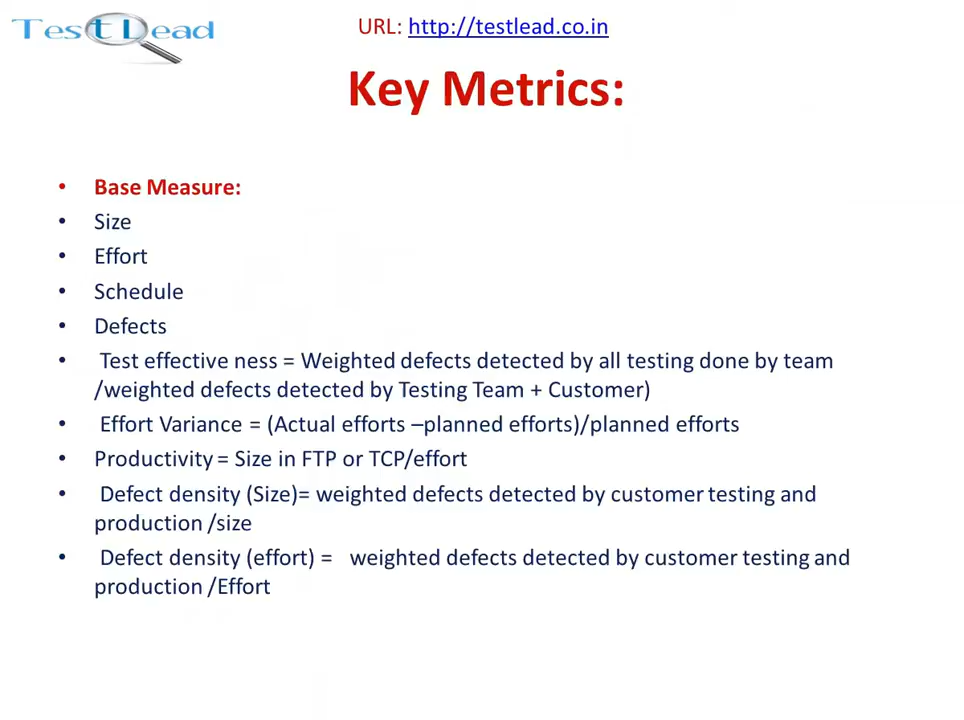 TestLead
URL: http://testlead.co.in
Key Metrics:
• Base Measure:
• Size
• Effort
• Schedule
• Defects
• Test effective ness = Weighted defects detected by all testing done by team
/weighted defects detected by Testing Team + Customer)
• Effort Variance = (Actual efforts –planned efforts)/planned efforts
• Productivity = Size in FTP or TCP/effort
• Defect density (Size)= weighted defects detected by customer testing and
production /size
• Defect density (effort) = weighted defects detected by customer testing and
production /Effort